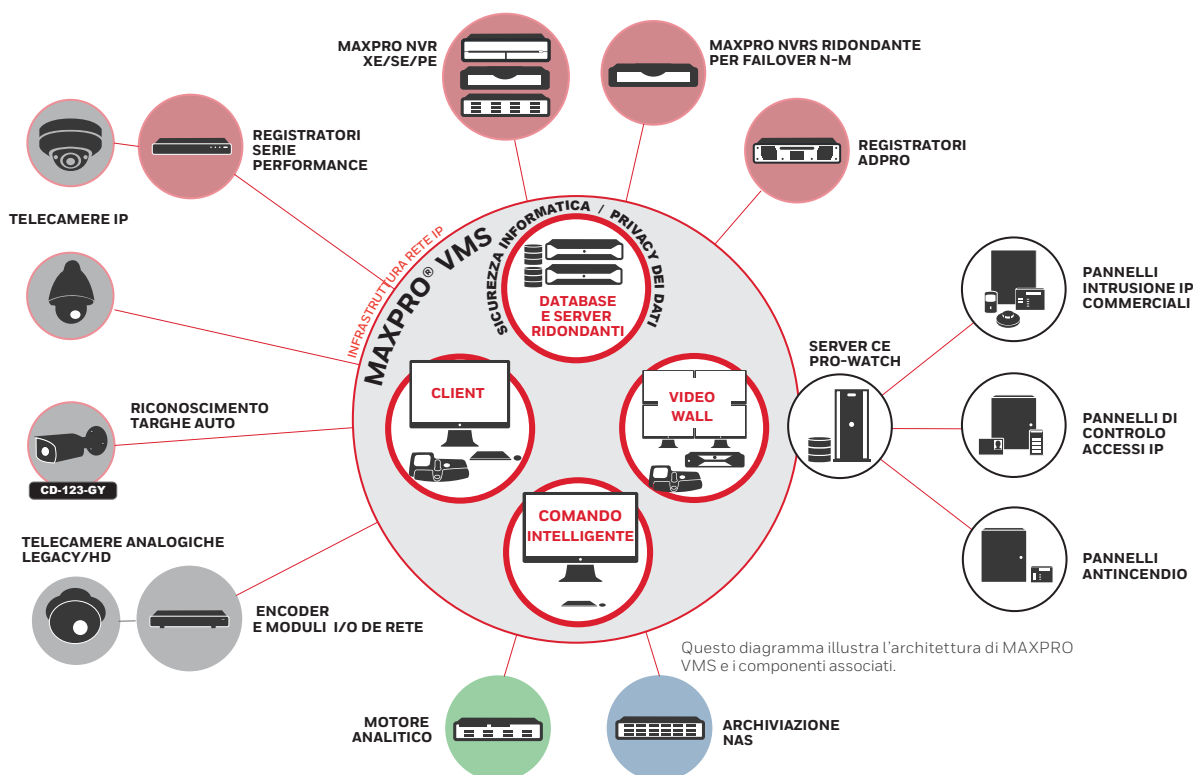 MAXPRO NVR
XE/SE/PE
MAXPRO NVRS RIDONDANTE
PER FAILOVER N-M
REGISTRATORI
SERIE
PERFORMANCE
REGISTRATORI
ADPRO
TELECAMERE IP
INFRASTRUTTURA RETE IP
MAXPRO® VMS
SICUREZZA INFORMATICA / PRIVACY DEI DATI
DATABASE
E SERVER
RIDONDANTI
PANNELLI
INTRUSIONE IP
COMMERCIALI
SERVER CE
PRO-WATCH
CLIENT
VIDEO
WALL
RICONOSCIMENTO
TARGHE AUTO
CD-123-GY
PANNELLI DI
CONTROLO
ACCESSI IP
COMANDO
INTELLIGENTE
TELECAMERE ANALOGICHE
LEGACY/HD
PANNELLI
ANTINCENDIO
ENCODER
E MODULI I/O DE RETE
Questo diagramma illustra l'architettura di MAXPRO
VMS e i componenti associati.
MOTORE
ANALITICO
ARCHIVIAZIONE
NAS